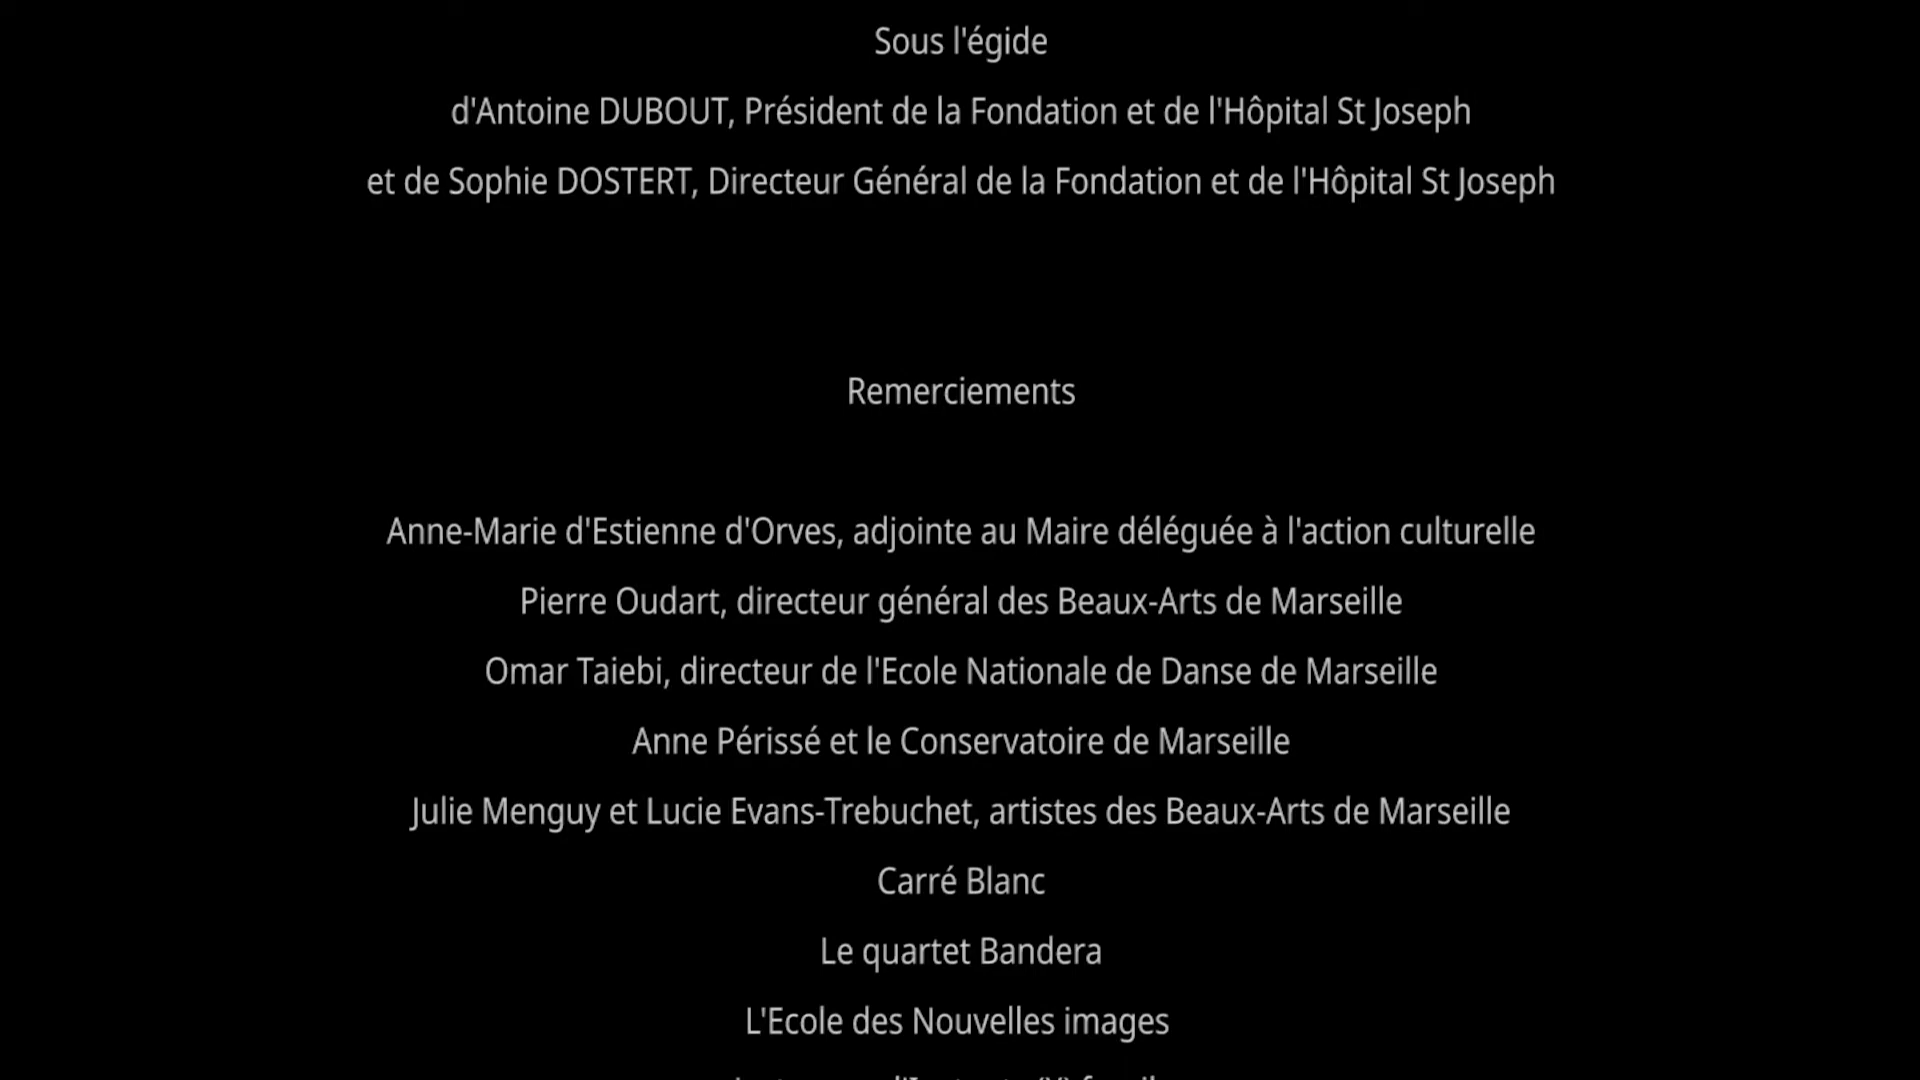 Sous l'égide
d'Antoine DUBOUT, Président de la Fondation et de l'Hôpital St Joseph
et de Sophie DOSTERT, Directeur Général de la Fondation et de l'Hôpital St Joseph
Remerciements
Anne-Marie d'Estienne d'Orves, adjointe au Maire déléguée à l'action culturelle
Pierre Oudart, directeur général des Beaux-Arts de Marseille
Omar Taiebi, directeur de l'Ecole Nationale de Danse de Marseille
Anne Périssé et le Conservatoire de Marseille
Julie Menguy et Lucie Evans-Trebuchet, artistes des Beaux-Arts de Marseille
Carré Blanc
Le quartet Bandera
L'Ecole des Nouvelles images